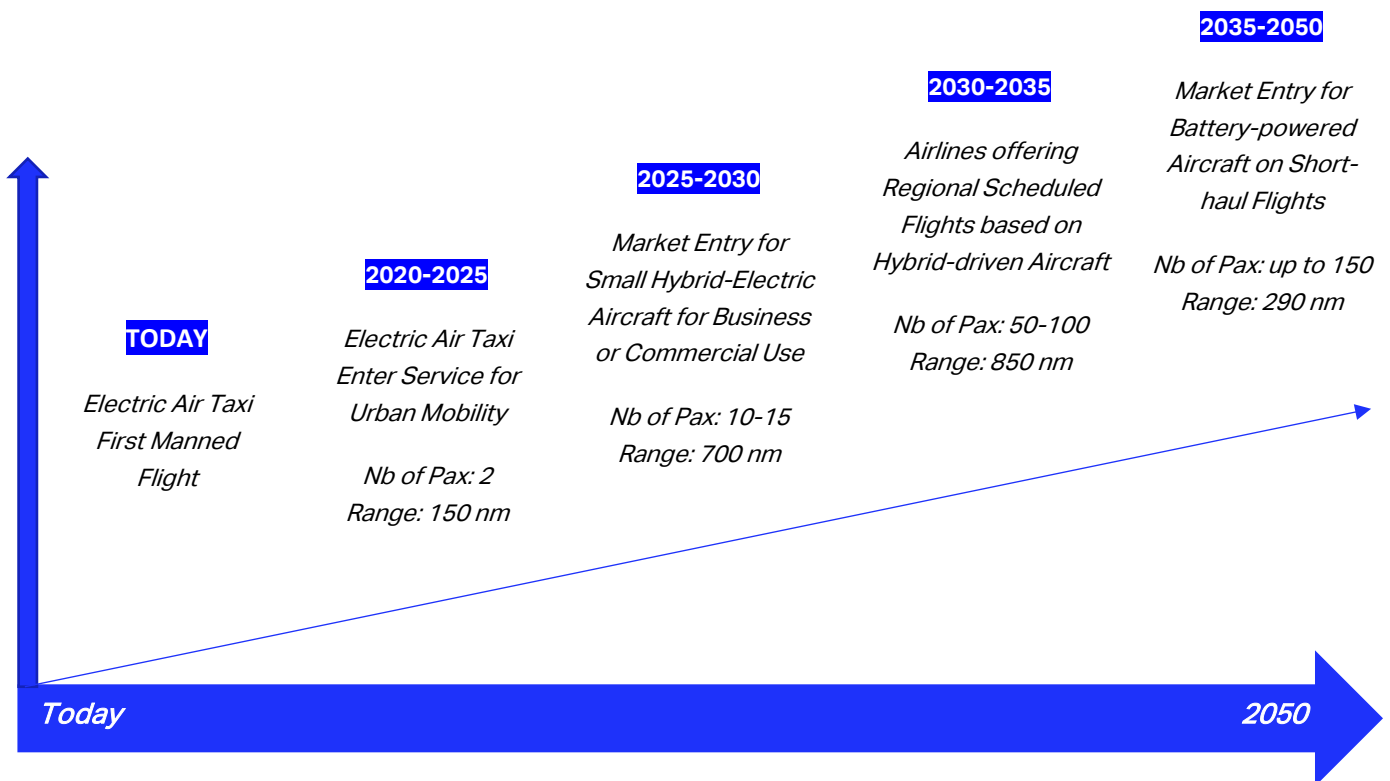 TODAY
Electric Air Taxi
First Manned
Flight
2020-2025
Electric Air Taxi
Enter Service for
Urban Mobility
Nb of Pax: 2
Range: 150 nm
2025-2030
Market Entry for
Small Hybrid-Electric
Aircraft for Business
or Commercial Use
Nb of Pax: 10-15
Range: 700 nm
2030-2035
Airlines offering
Regional Scheduled
Flights based on
Hybrid-driven Aircraft
Nb of Pax: 50-100
Range: 850 nm
2035-2050
Market Entry for
Battery-powered
Aircraft on Short-
haul Flights
Nb of Pax: up to 150
Range: 290 nm
Today
2050